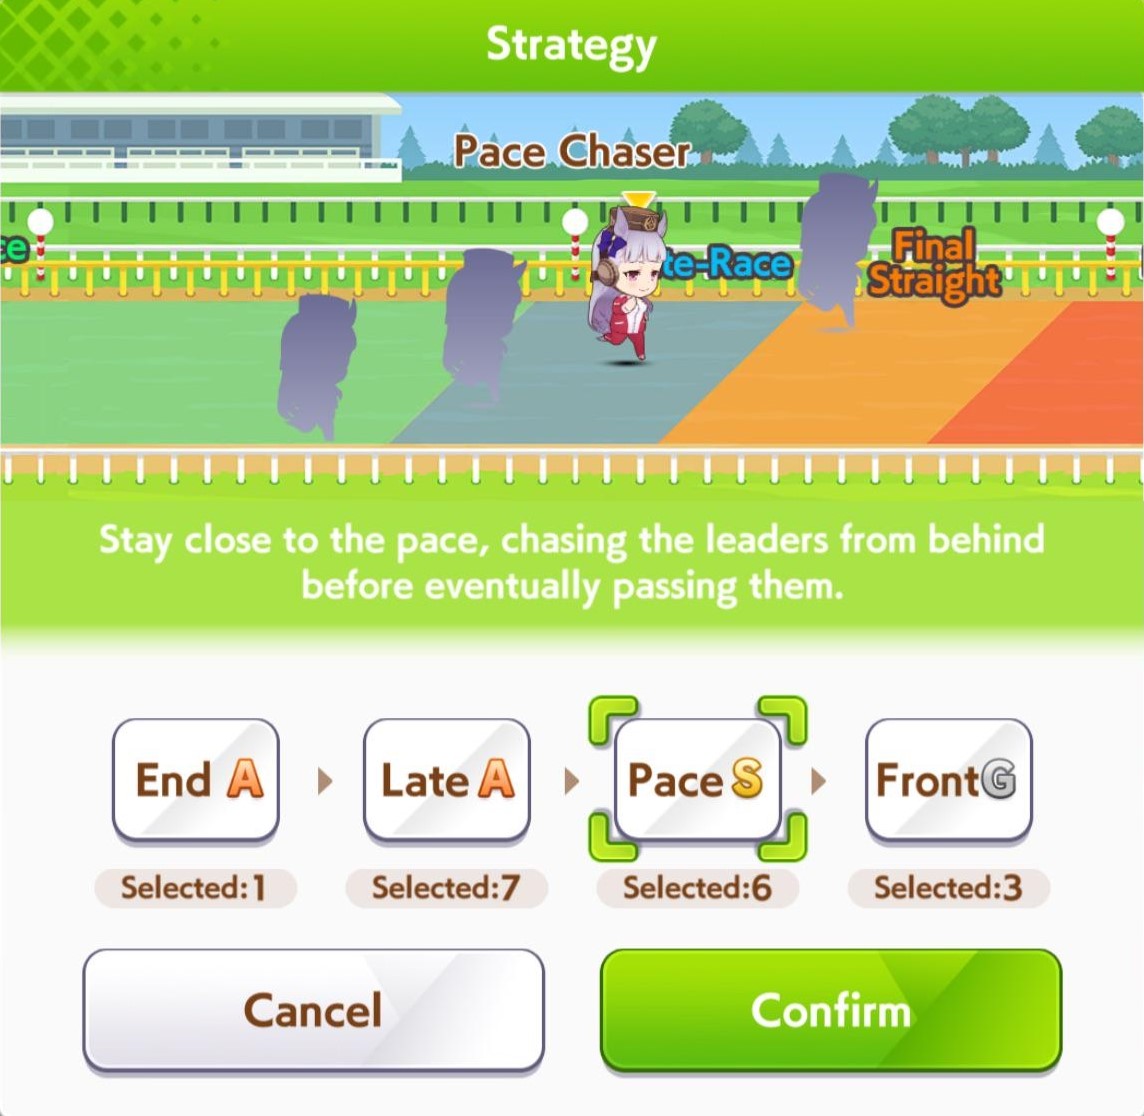 Strategy
Pace Chaser
Final
Straight
Stay close to the pace, chasing the leaders from behind
before eventually passing them.
End A
Late A
Pace S
Front G
Selected:1
Selected:7
Selected:6
Selected:3
Cancel
Confirm